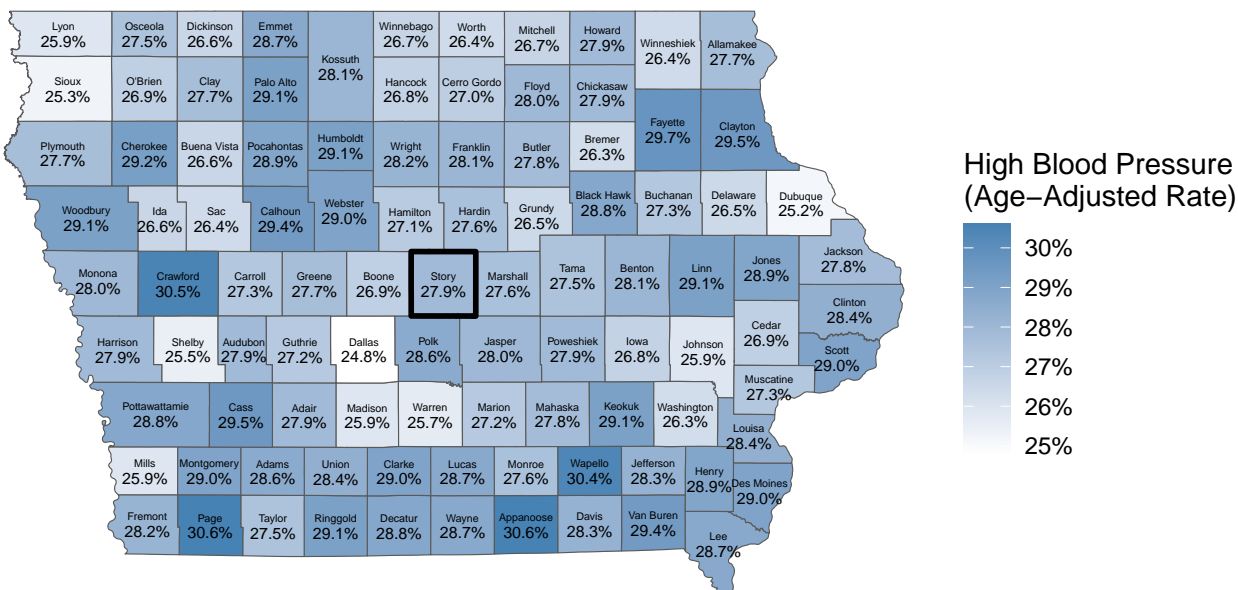 Lyon
25.9%
Osceola
27.5%
Dickinson
26.6%
Emmet
28.7%
Kossuth
28.1%
Winnebago
26.7%
Worth
26.4%
Mitchell
26.7%
Howard
27.9%
Winneshiek
26.4%
Allamakee
27.7%
Sioux
25.3%
O'Brien
26.9%
Clay
27.7%
Palo Alto
29.1%
Hancock
26.8%
Cerro Gordo
27.0%
Floyd
28.0%
Chickasaw
27.9%
Fayette
29.7%
Clayton
29.5%
Plymouth
27.7%
Cherokee
29.2%
Buena Vista
26.6%
Pocahontas
28.9%
Humboldt
29.1%
Wright
28.2%
Franklin
28.1%
Butler
27.8%
Bremer
26.3%
Woodbury
29.1%
Ida
26.6%
Sac
26.4%
Calhoun
29.4%
Webster
29.0%
Hamilton
27.1%
Hardin
27.6%
Grundy
26.5%
Black Hawk
28.8%
Buchanan
27.3%
Delaware
26.5%
Dubuque
25.2%
Monona
28.0%
Crawford
30.5%
Carroll
27.3%
Greene
27.7%
Boone
26.9%
Story
27.9%
Marshall
27.6%
Tama
27.5%
Benton
28.1%
Linn
29.1%
Jones
28.9%
Jackson
27.8%
Clinton
28.4%
Harrison
27.9%
Shelby
25.5%
Audubon
27.9%
Guthrie
27.2%
Dallas
24.8%
Polk
28.6%
Jasper
28.0%
Poweshiek
27.9%
Iowa
26.8%
Johnson
25.9%
Cedar
26.9%
Scott
29.0%
Muscatine
27.3%
Pottawattamie
28.8%
Cass
29.5%
Adair
27.9%
Madison
25.9%
Warren
25.7%
Marion
27.2%
Mahaska
27.8%
Keokuk
29.1%
Washington
26.3%
Louisa
28.4%
Mills
25.9%
Montgomery
29.0%
Adams
28.6%
Union
28.4%
Clarke
29.0%
Lucas
28.7%
Monroe
27.6%
Wapello
30.4%
Jefferson
28.3%
Henry
28.9%
Des Moines
29.0%
Fremont
28.2%
Page
30.6%
Taylor
27.5%
Ringgold
29.1%
Decatur
28.8%
Wayne
28.7%
Appanoose
30.6%
Davis
28.3%
Van Buren
29.4%
Lee
28.7%
High Blood Pressure
(Age−Adjusted Rate)
30%
29%
28%
27%
26%
25%